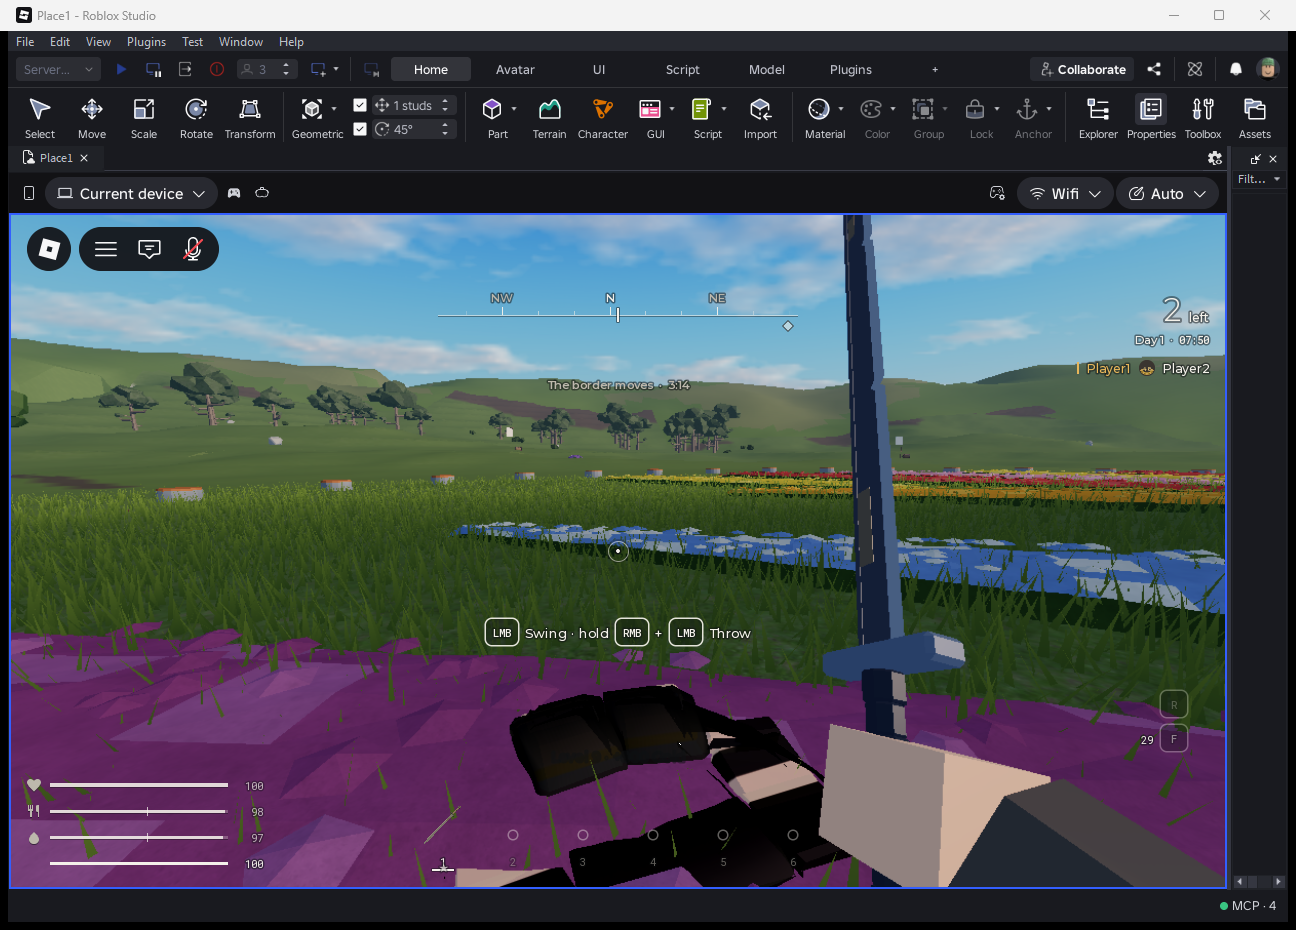 Place1 - Roblox Studio
File Edit View Plugins Test Window Help
Server... 3 Home Avatar UI Script Model Plugins + Collaborate
1 studs
45°
Select Move Scale Rotate Transform Geometric Part Terrain Character GUI Script Import Material Color Group Lock Anchor Explorer Properties Toolbox Assets
Place1
Filt...
Current device Wifi Auto
NW N NE
2 left
Day 1 · 07:50
Player1 Player2
The border moves · 3:14
LMB Swing · hold RMB + LMB Throw
R
29 F
100
98
97
100
1 2 3 4 5 6
MCP · 4